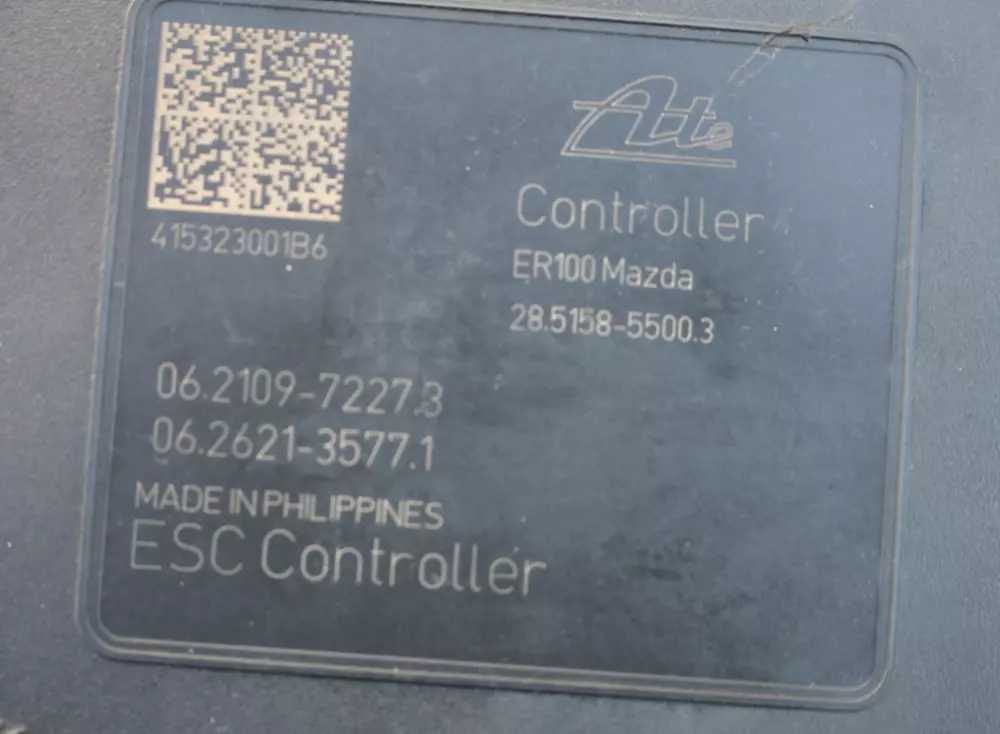 Ate
415323001B6
Controller
ER100 Mazda
28.5158-5500.3
06.2109-7227.3
06.2621-3577.1
MADE IN PHILIPPINES
ESC Controller